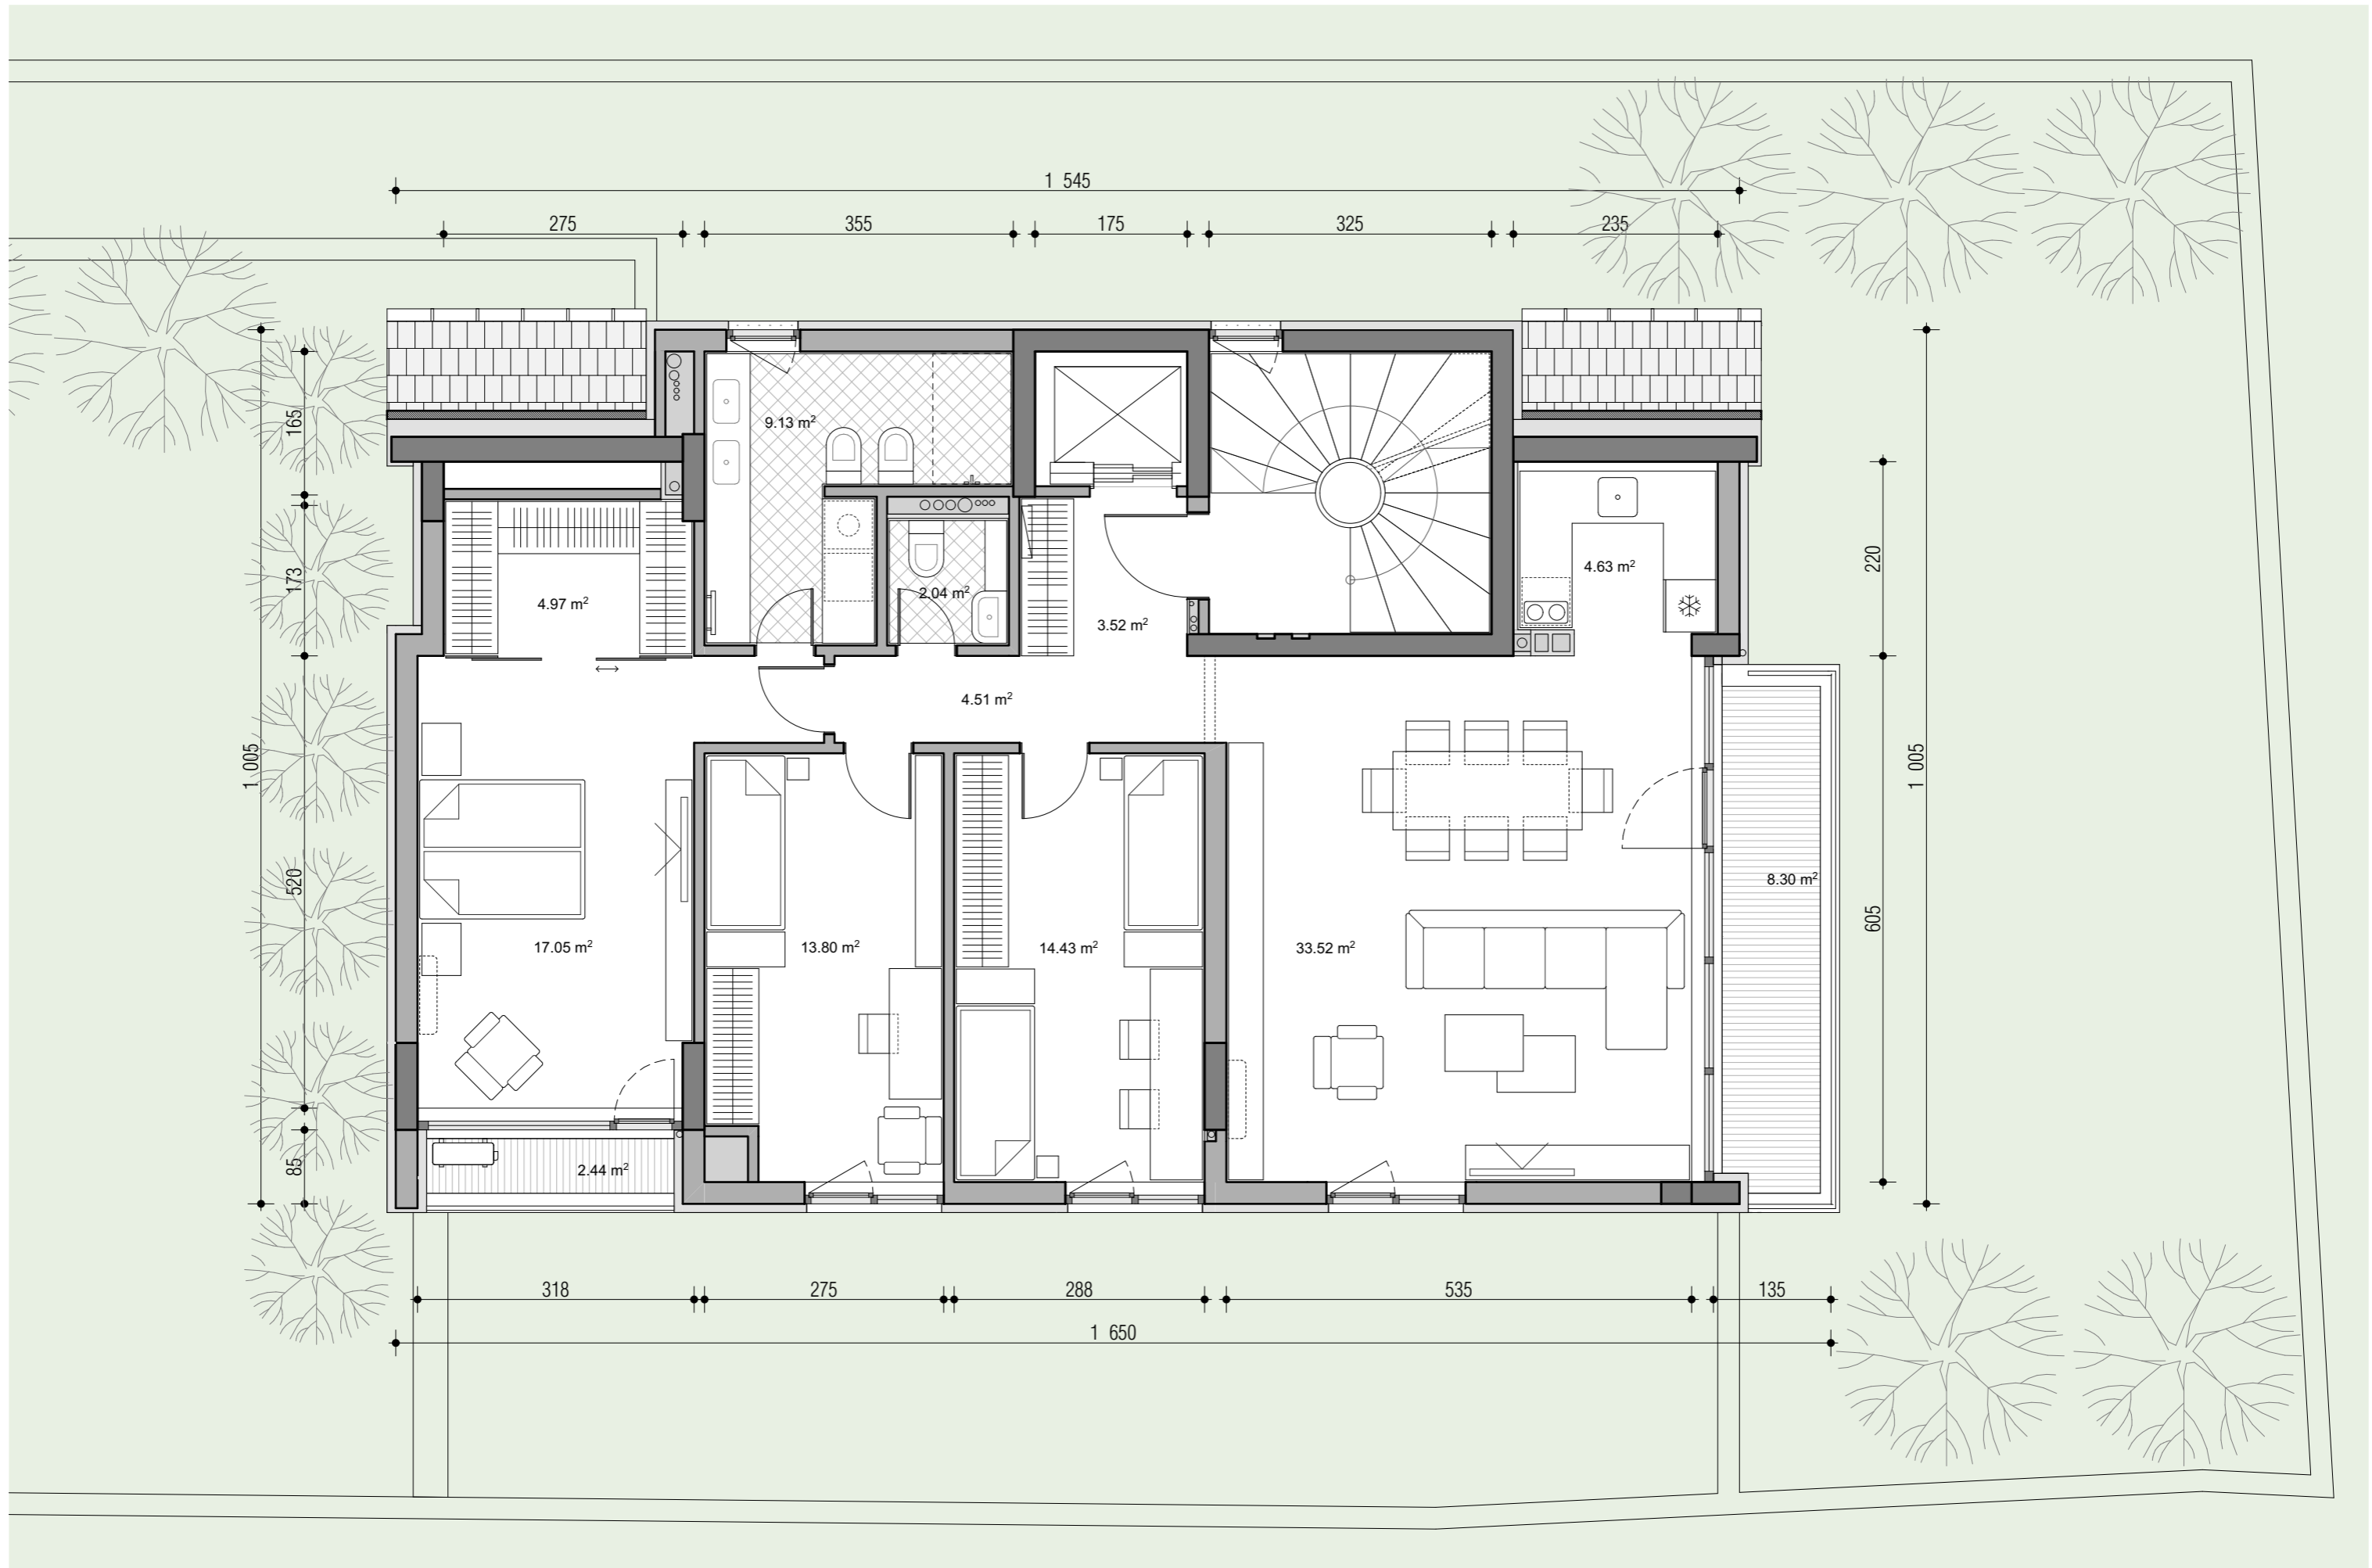 1 545
275 355 175 325 235
165
9.13 m²
173
220
4.97 m²
2.04 m²
3.52 m²
4.63 m²
4.51 m²
1 005
1 005
520
8.30 m²
605
17.05 m²
13.80 m²
14.43 m²
33.52 m²
85
2.44 m²
318 275 288 535 135
1 650